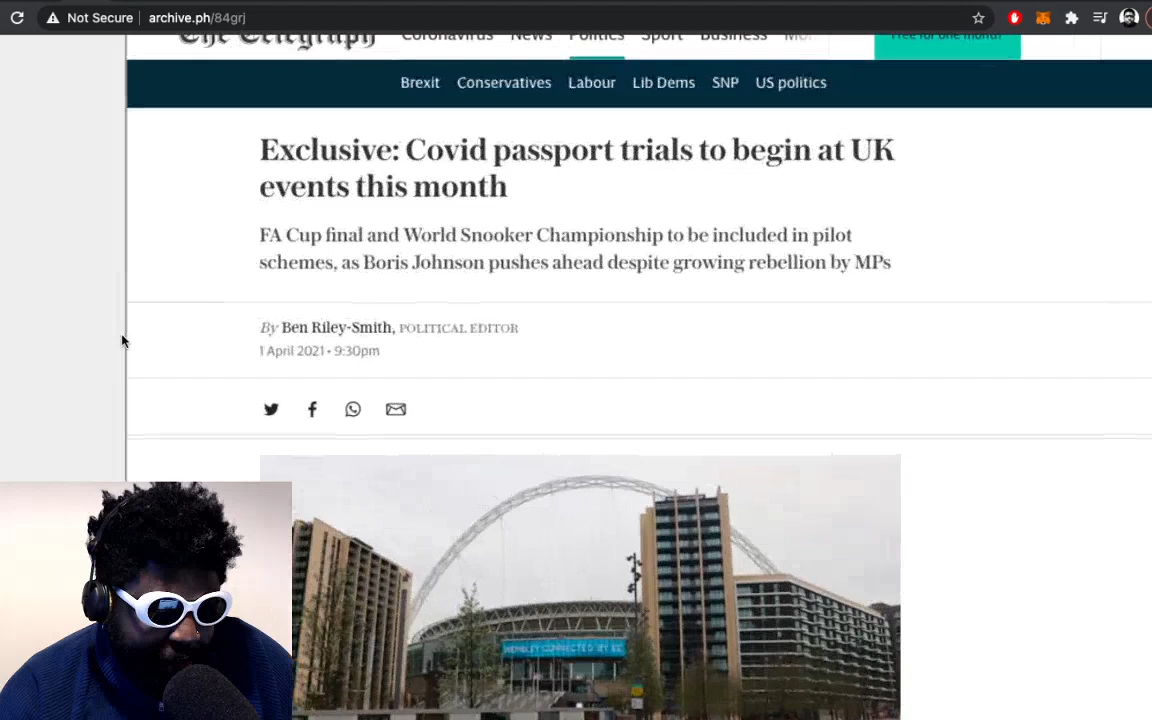 Not Secure archive.ph/84grj
The Telegraph Coronavirus News Politics Sport Business Mo
Free for one month
Brexit Conservatives Labour Lib Dems SNP US politics
Exclusive: Covid passport trials to begin at UK
events this month
FA Cup final and World Snooker Championship to be included in pilot
schemes, as Boris Johnson pushes ahead despite growing rebellion by MPs
By Ben Riley-Smith, POLITICAL EDITOR
1 April 2021 • 9:30pm
WEMBLEY CONNECTED BY EE